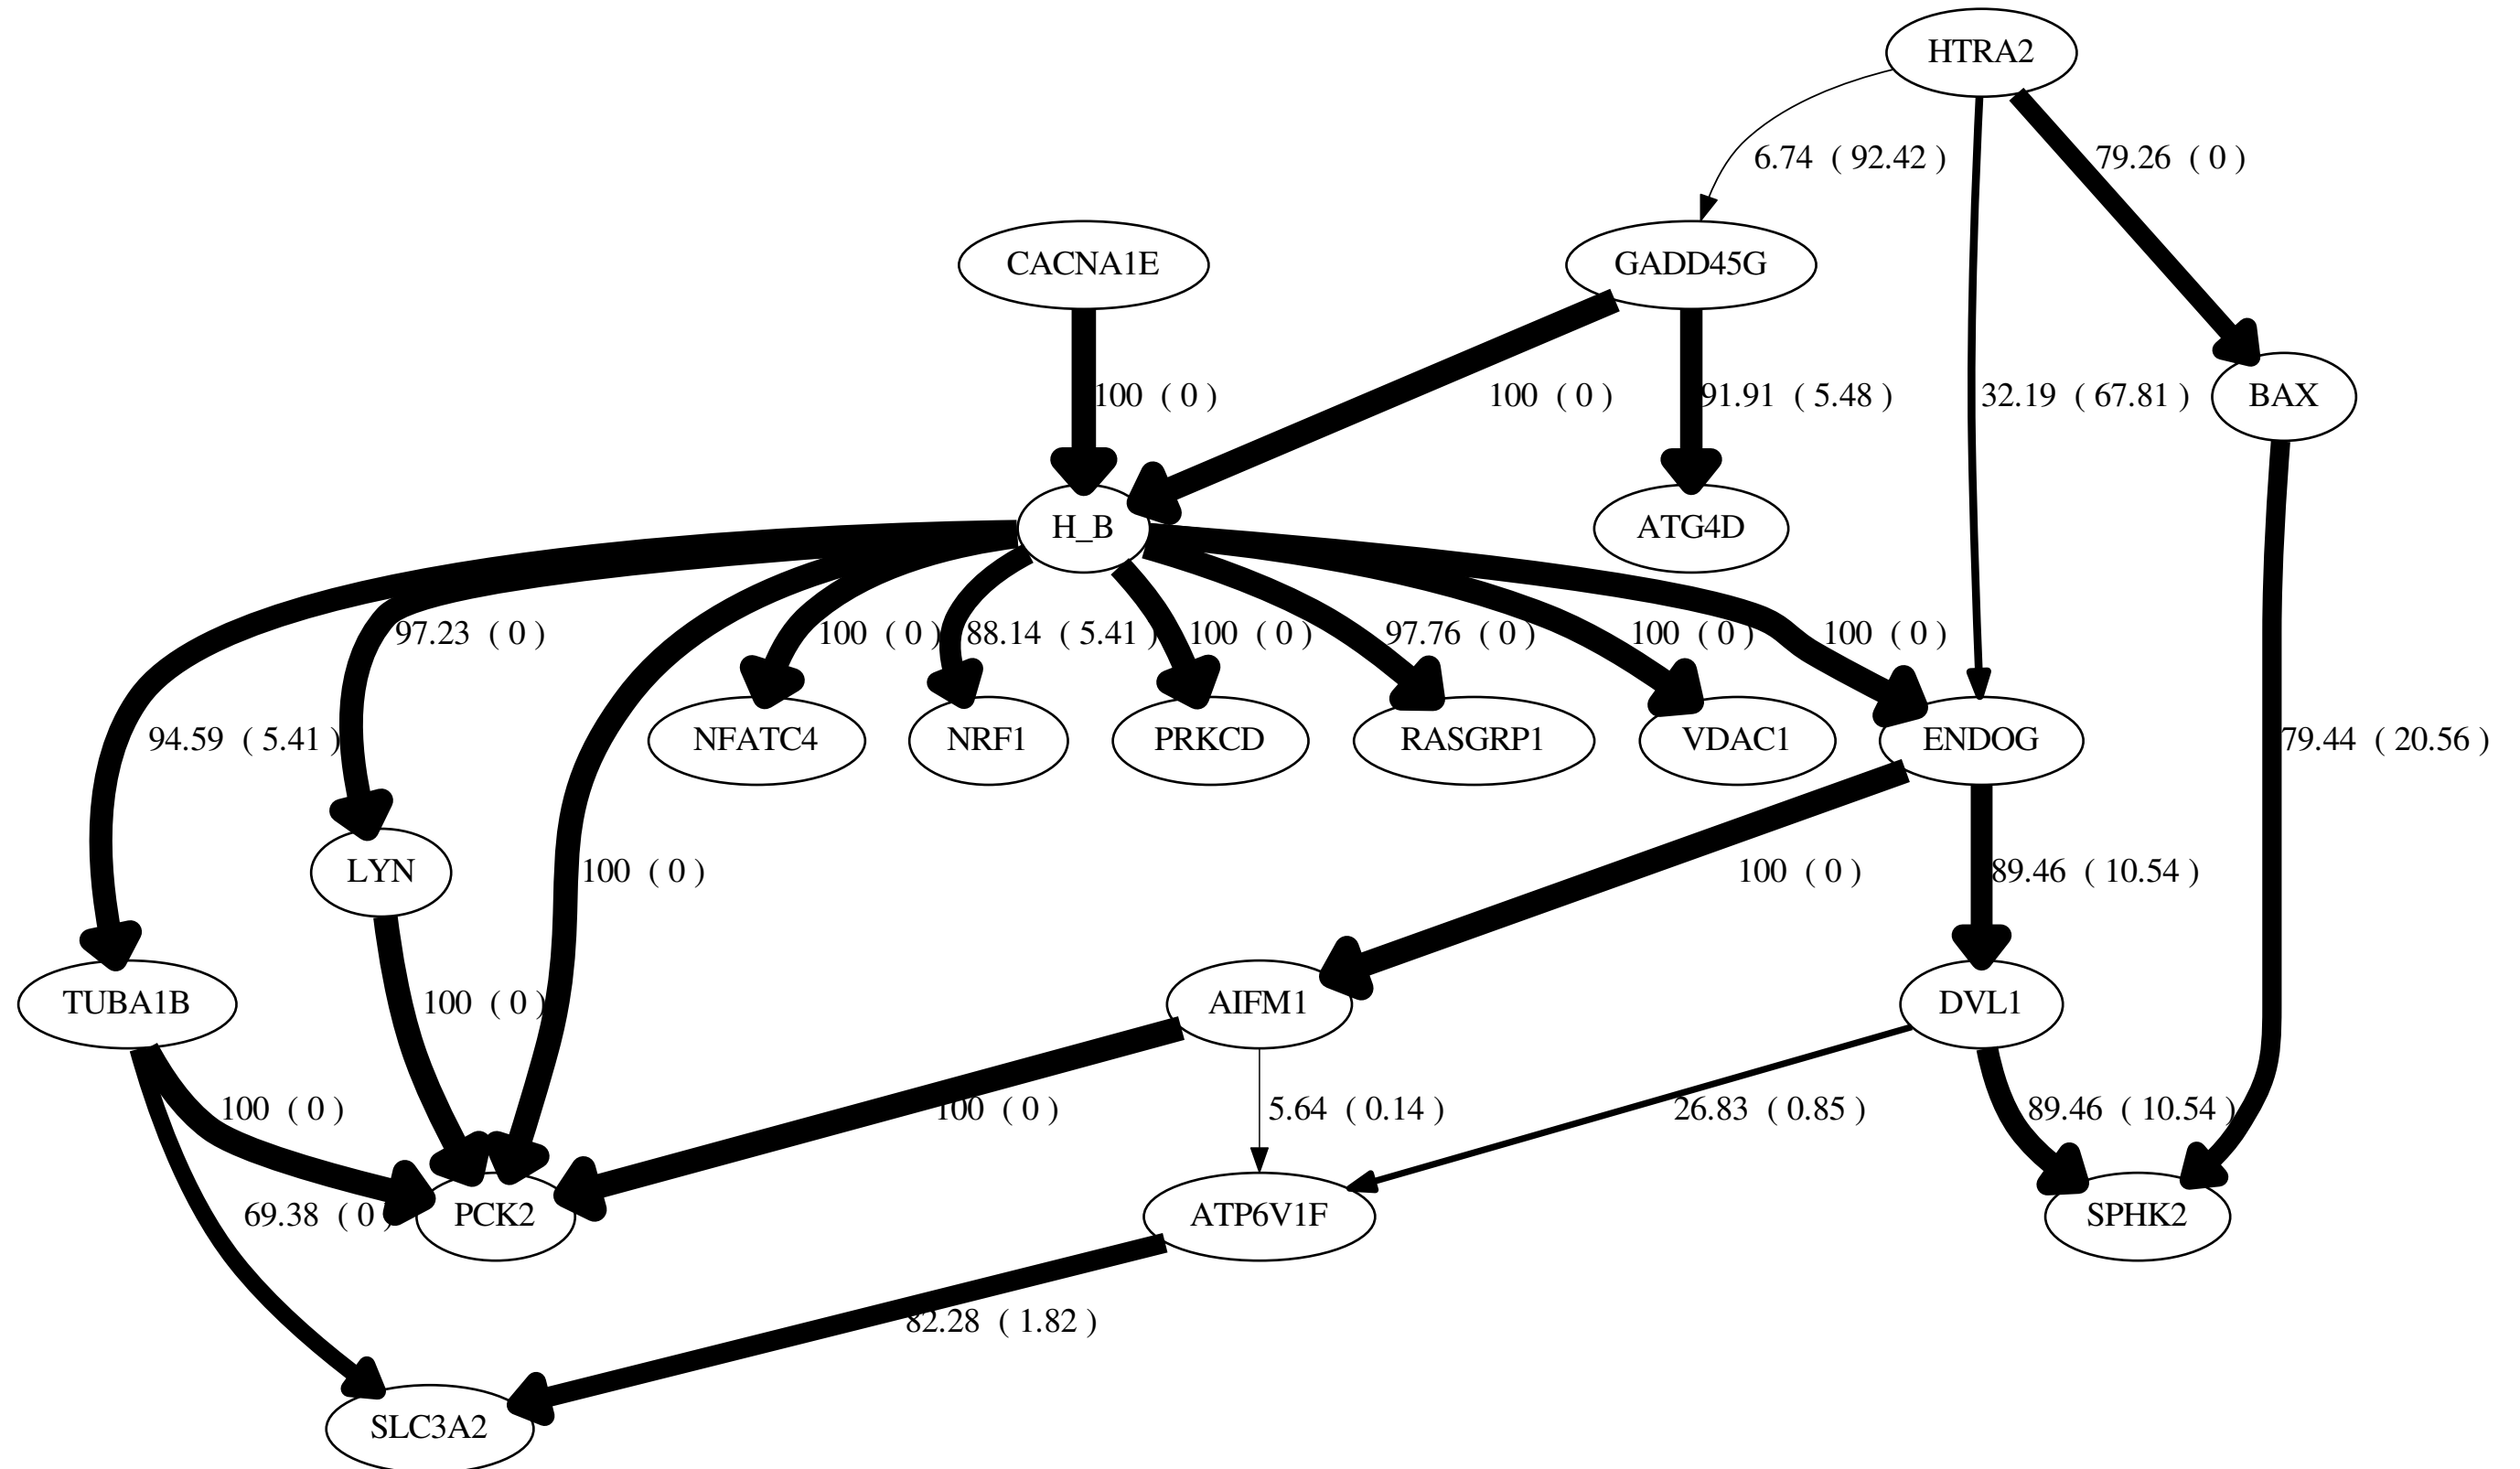 HTRA2
6.74 ( 92.42 )
79.26 ( 0 )
CACNA1E
GADD45G
100 ( 0 )
100 ( 0 )
91.91 ( 5.48 )
32.19 ( 67.81 )
BAX
H_B
ATG4D
97.23 ( 0 )
100 ( 0 )
88.14 ( 5.41 )
100 ( 0 )
97.76 ( 0 )
100 ( 0 )
100 ( 0 )
94.59 ( 5.41 )
NFATC4
NRF1
PRKCD
RASGRP1
VDAC1
ENDOG
79.44 ( 20.56 )
LYN
100 ( 0 )
100 ( 0 )
89.46 ( 10.54 )
TUBA1B
100 ( 0 )
AIFM1
DVL1
100 ( 0 )
100 ( 0 )
5.64 ( 0.14 )
26.83 ( 0.85 )
89.46 ( 10.54 )
69.38 ( 0 )
PCK2
ATP6V1F
SPHK2
82.28 ( 1.82 )
SLC3A2